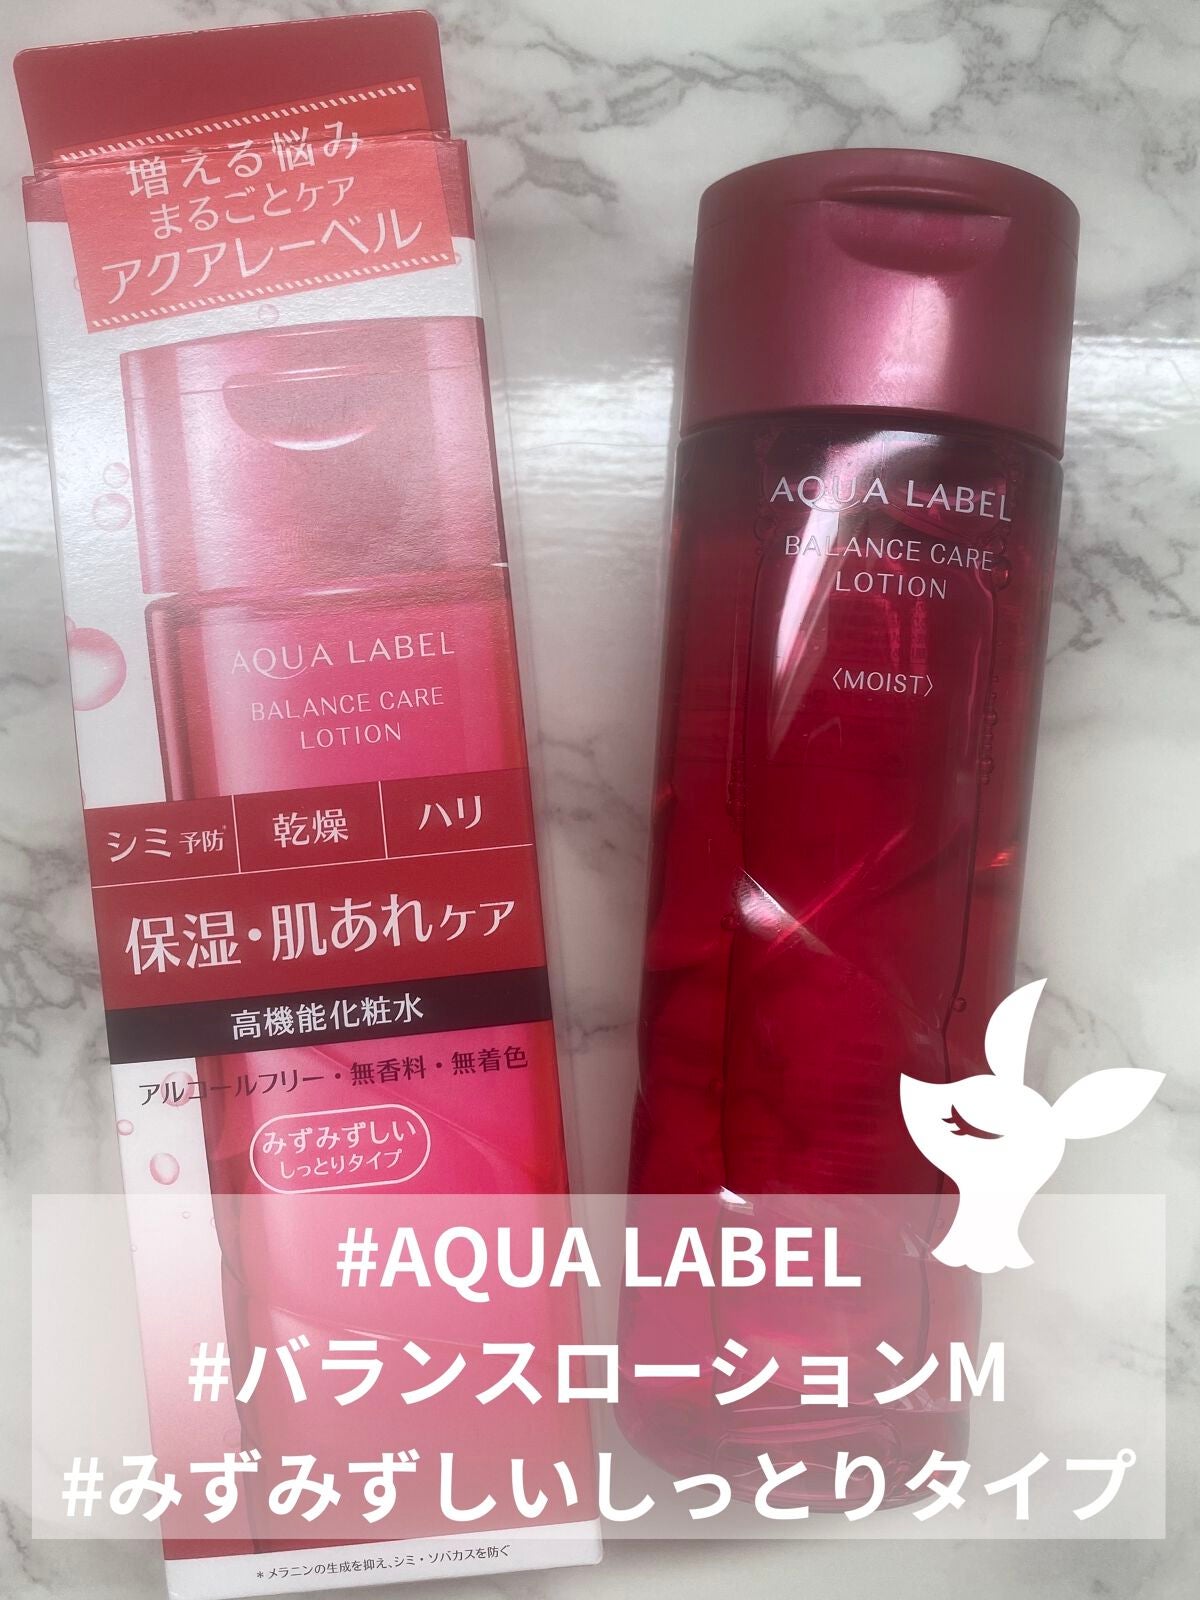 増える悩み
まるごとケア
アクアレーベル
AQUA LABEL
BALANCE CARE
LOTION
シミ予防* 乾燥 ハリ
保湿・肌あれケア
高機能化粧水
アルコールフリー・無香料・無着色
みずみずしい
しっとりタイプ
*メラニンの生成を抑え、シミ・ソバカスを防ぐ
AQUA LABEL
BALANCE CARE
LOTION
〈MOIST〉
#AQUA LABEL
#バランスローションM
#みずみずしいしっとりタイプ